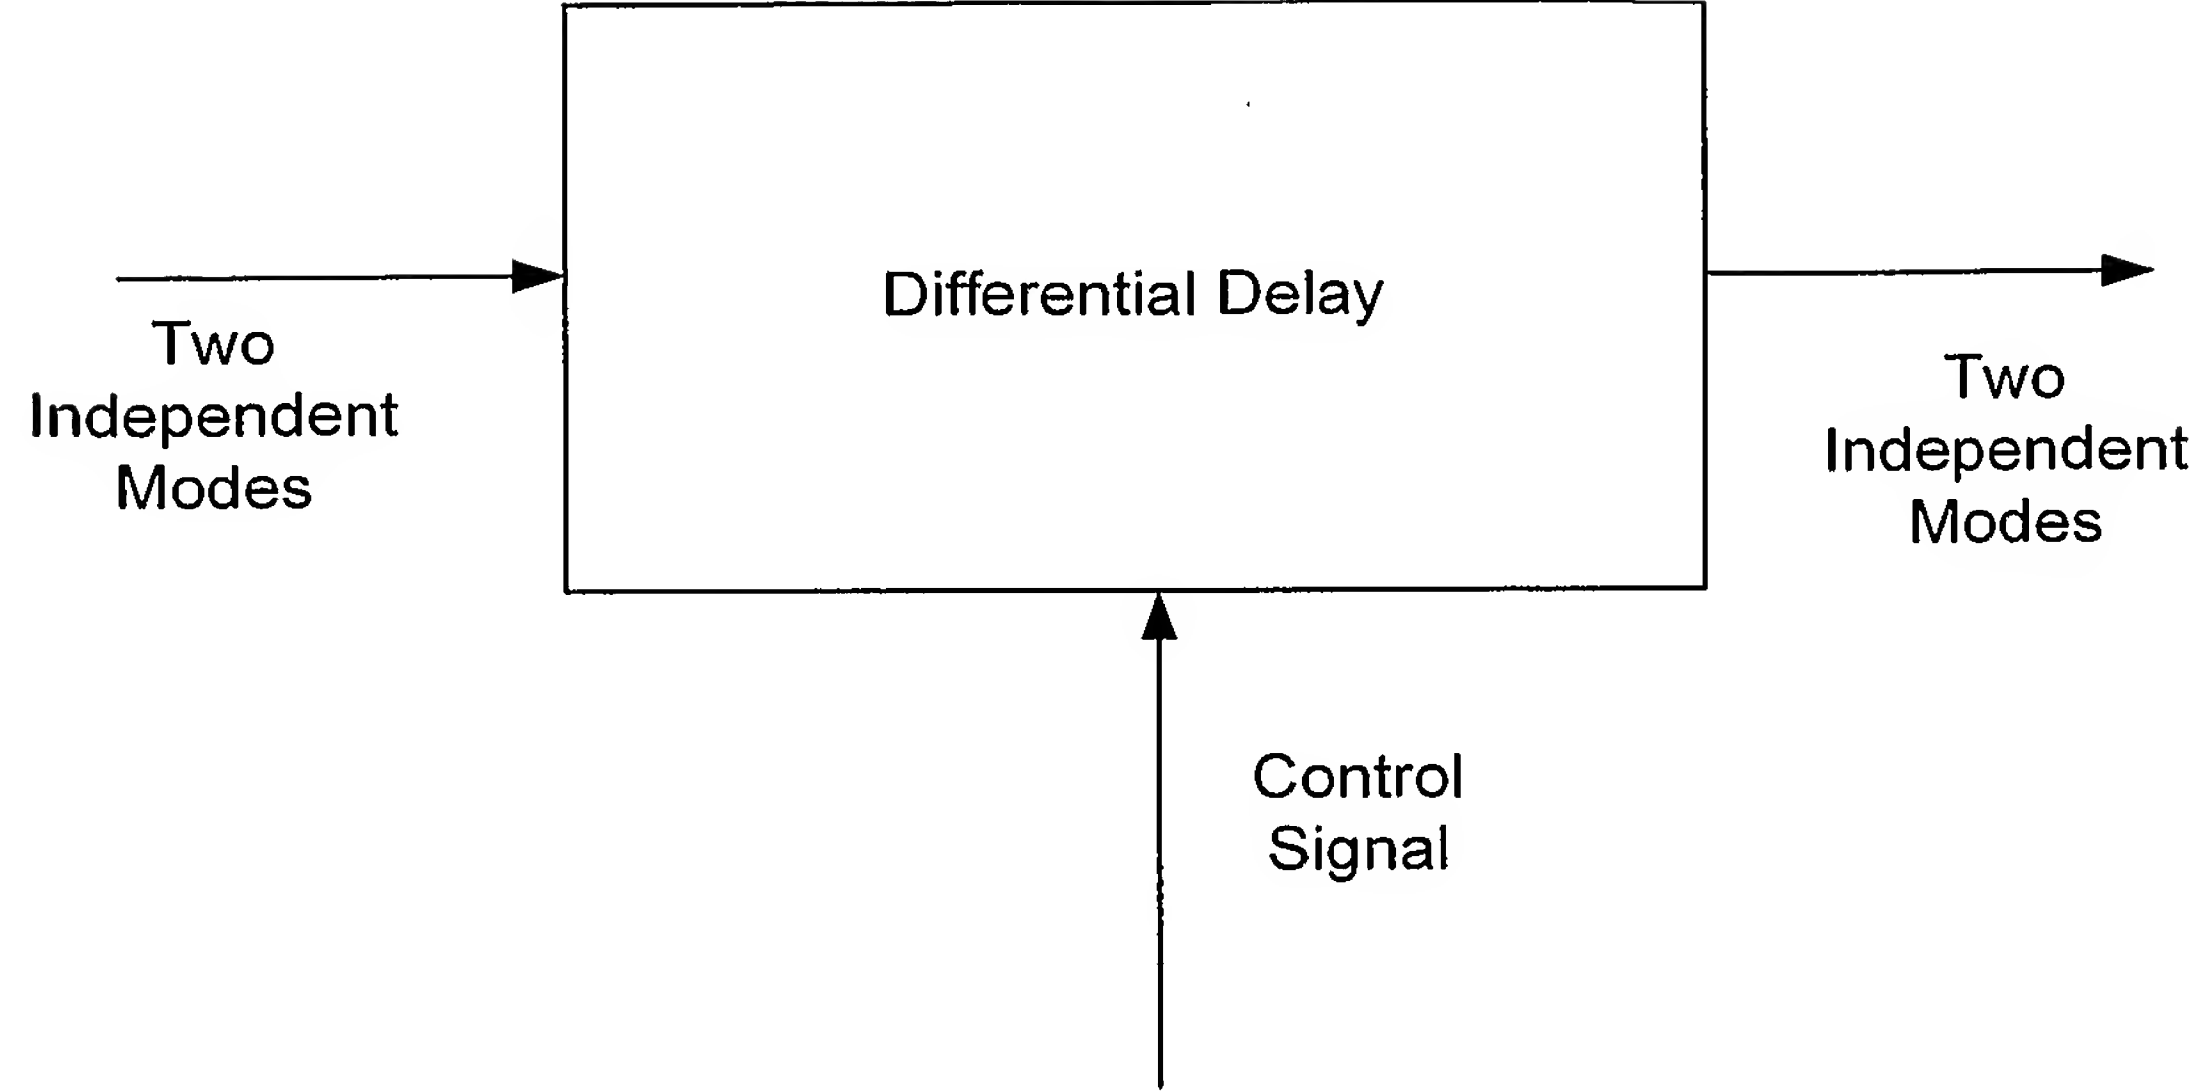 Differential Delay
Two
Independent
Modes
Two
Independent
Modes
Control
Signal